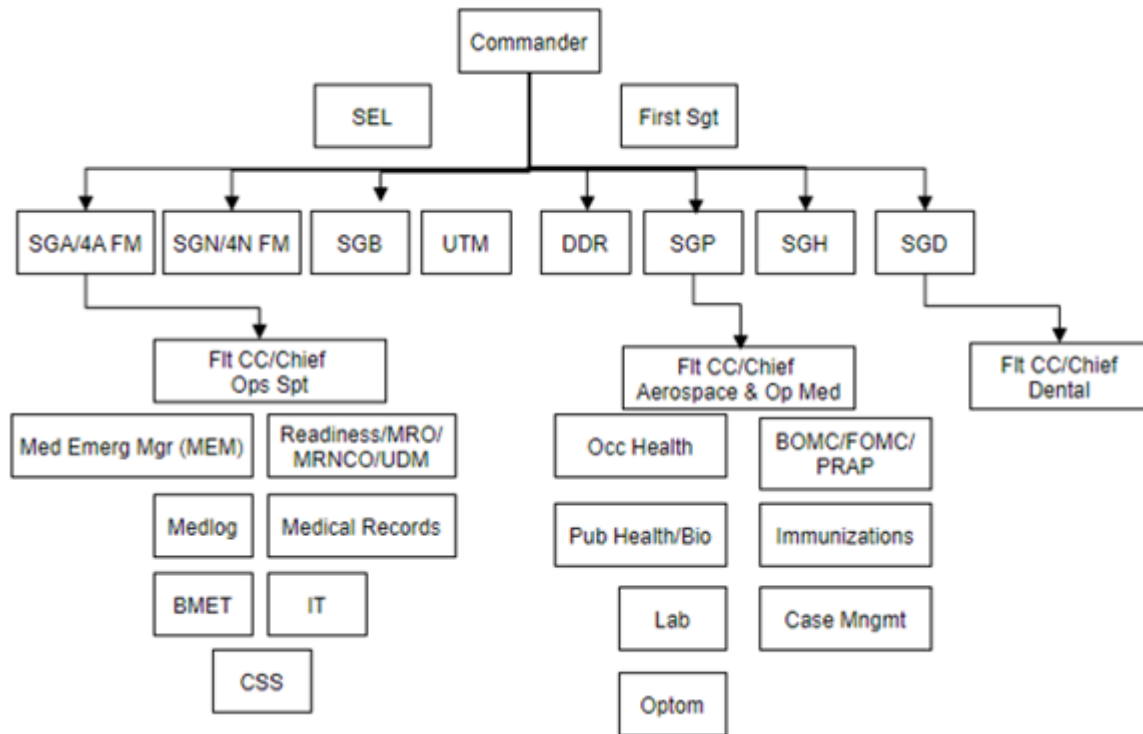 Commander
SEL
First Sgt
SGA/4A FM
SGN/4N FM
SGB
UTM
DDR
SGP
SGH
SGD
Flt CC/Chief
Ops Spt
Flt CC/Chief
Aerospace & Op Med
Flt CC/Chief
Dental
Med Emerg Mgr (MEM)
Readiness/MRO/
MRNCO/UDM
Occ Health
BOMC/FOMC/
PRAP
Medlog
Medical Records
Pub Health/Bio
Immunizations
BMET
IT
Lab
Case Mngmt
CSS
Optom